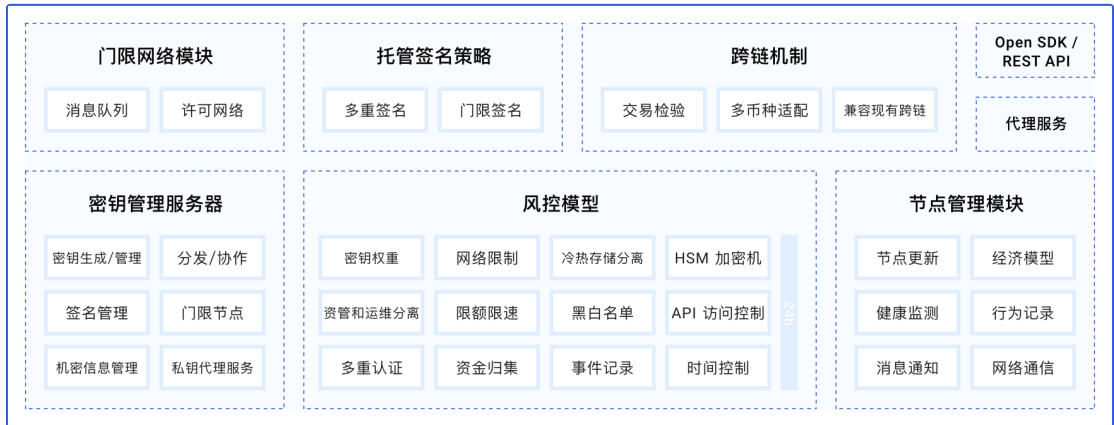 门限网络模块
消息队列
许可网络
托管签名策略
多重签名
门限签名
跨链机制
交易检验
多币种适配
兼容现有跨链
Open SDK /
REST API
代理服务
密钥管理服务器
密钥生成/管理
分发/协作
签名管理
门限节点
机密信息管理
私钥代理服务
风控模型
密钥权重
网络限制
冷热存储分离
HSM 加密机
资管和运维分离
限额限速
黑白名单
API 访问控制
多重认证
资金归集
事件记录
时间控制
24h
节点管理模块
节点更新
经济模型
健康监测
行为记录
消息通知
网络通信